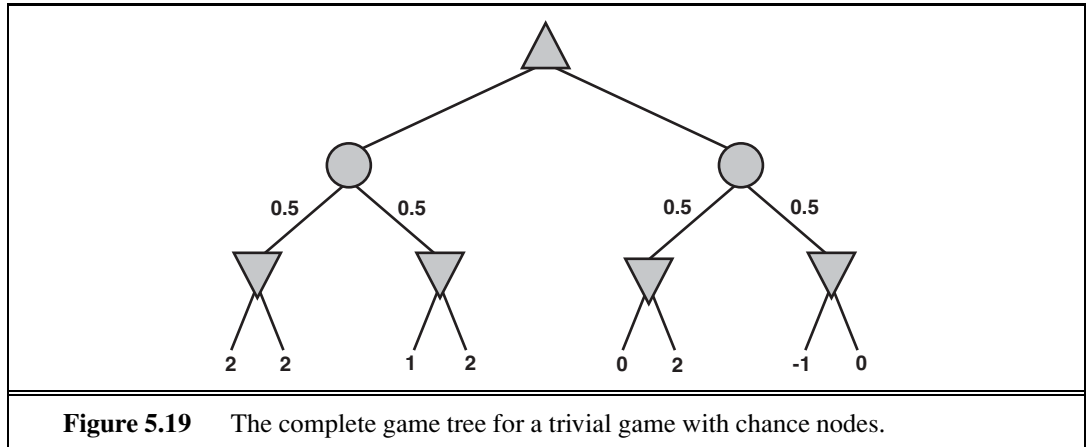 0.5 0.5 0.5 0.5
2 2 1 2 0 2 -1 0
Figure 5.19 The complete game tree for a trivial game with chance nodes.